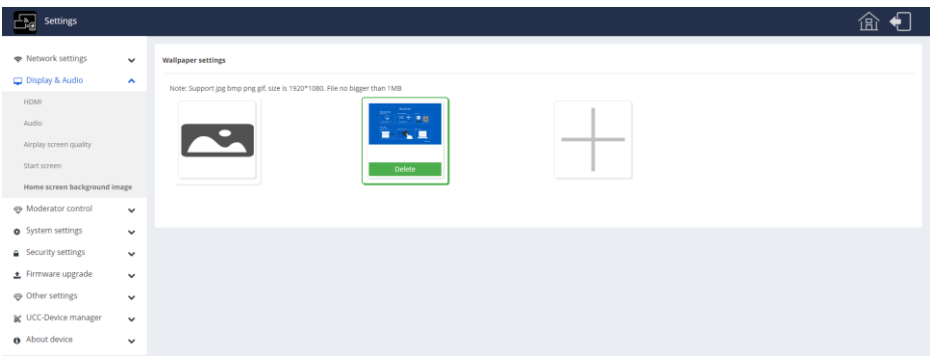 Settings
Network settings
Display & Audio
HDMI
Audio
Airplay screen quality
Start screen
Home screen background image
Moderator control
System settings
Security settings
Firmware upgrade
Other settings
UCC-Device manager
About device
Wallpaper settings
Note: Support jpg bmp png gif. size is 1920*1080. File no bigger than 1MB
Delete